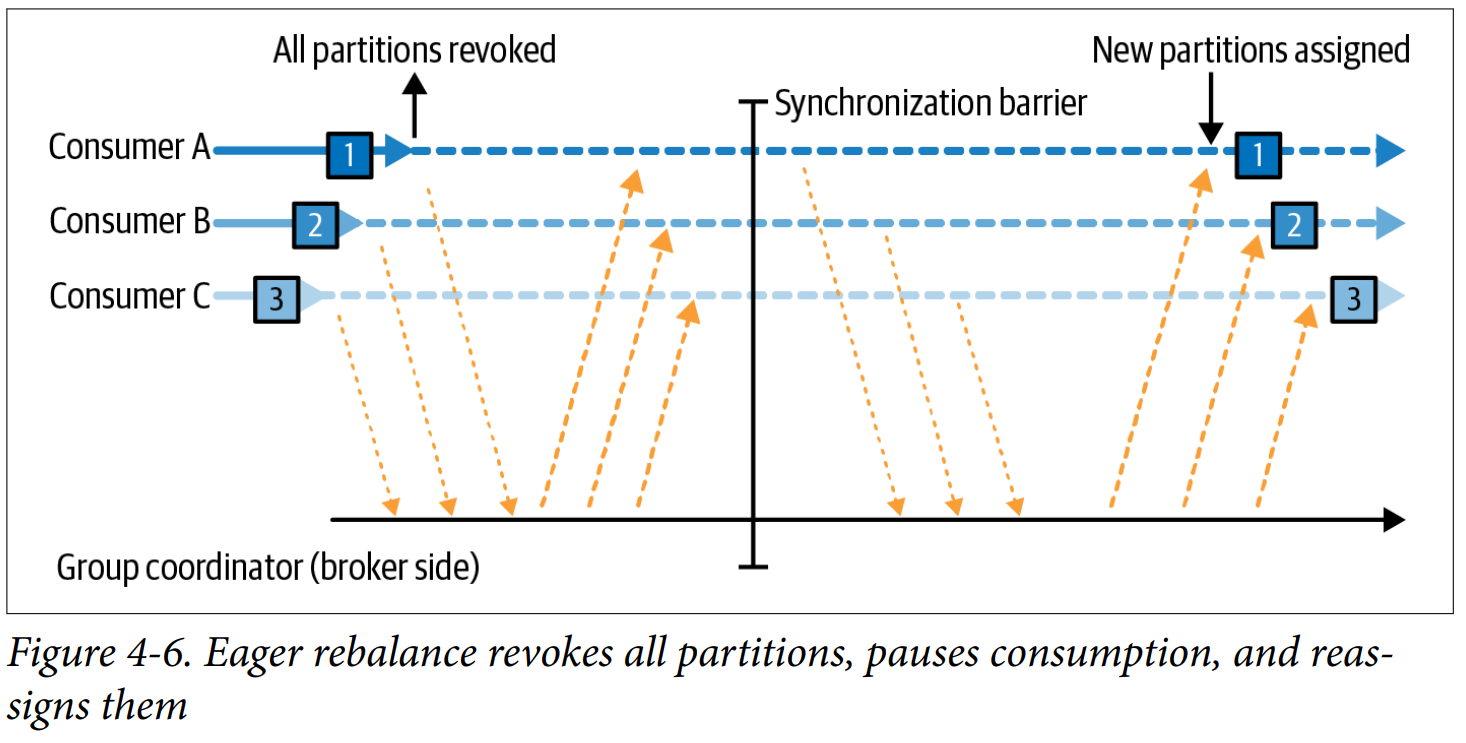 All partitions revoked
New partitions assigned
Synchronization barrier
Consumer A
1
1
Consumer B
2
2
Consumer C
3
3
Group coordinator (broker side)
Figure 4-6. Eager rebalance revokes all partitions, pauses consumption, and reas-
signs them